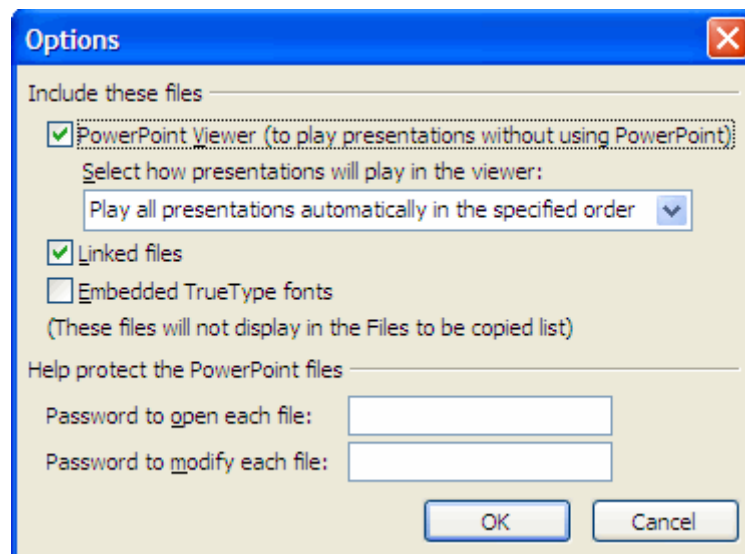 Options
Include these files
PowerPoint Viewer (to play presentations without using PowerPoint)
Select how presentations will play in the viewer:
Play all presentations automatically in the specified order
Linked files
Embedded TrueType fonts
(These files will not display in the Files to be copied list)
Help protect the PowerPoint files
Password to open each file:
Password to modify each file:
OK Cancel